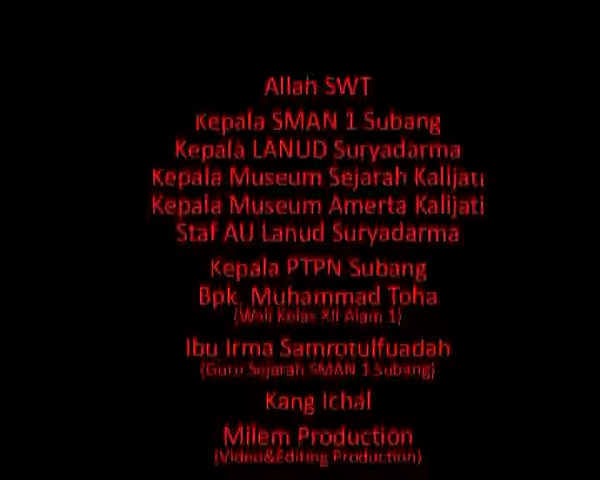 Allah SWT
Kepala SMAN 1 Subang
Kepala LANUD Suryadarma
Kepala Museum Sejarah Kalijati
Kepala Museum Amerta Kalijati
Staf AU Lanud Suryadarma
Kepala PTPN Subang
Bpk. Muhammad Toha
(Wali Kelas XII Alam 1)
Ibu Irma Samrotulfuadah
(Guru Sejarah SMAN 1 Subang)
Kang Ichal
Milem Production
(Video&Editing Production)